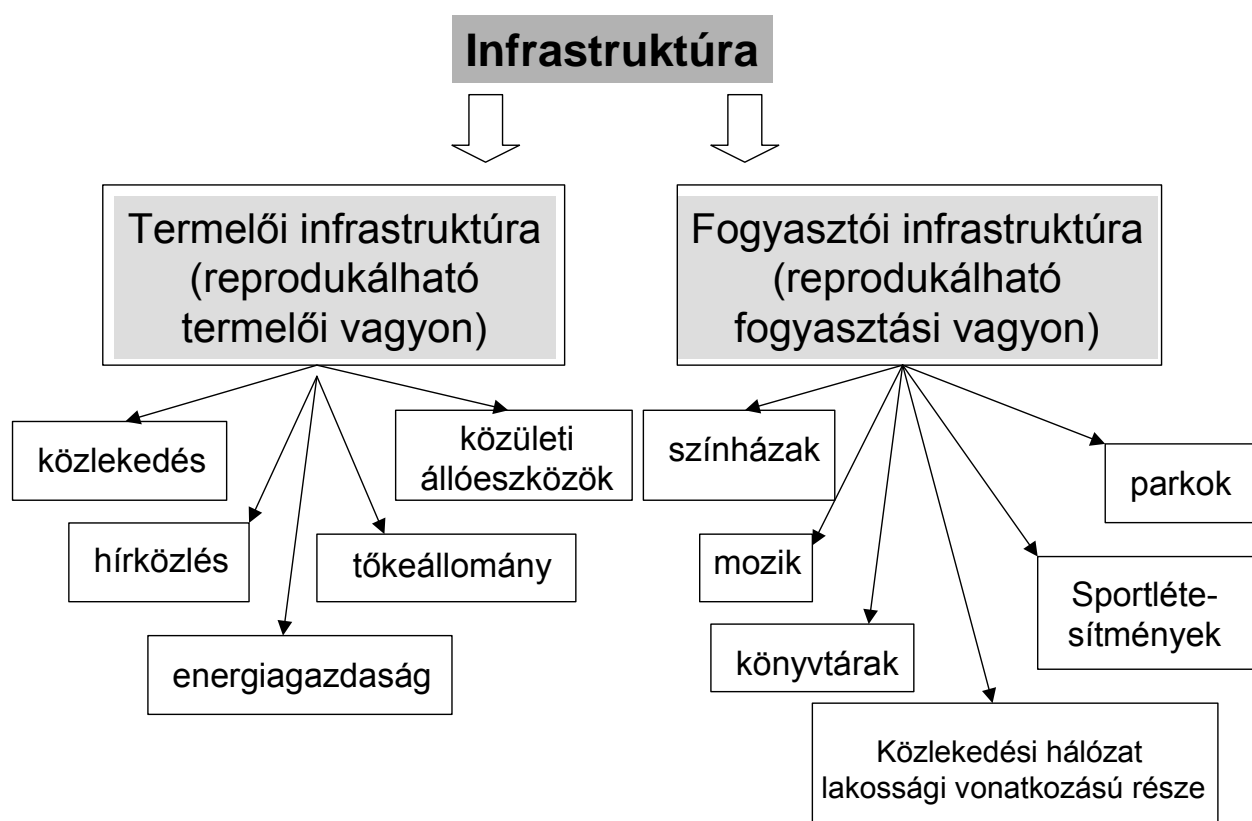 Infrastruktúra
Termelői infrastruktúra
(reprodukálható
termelői vagyon)
Fogyasztói infrastruktúra
(reprodukálható
fogyasztási vagyon)
közlekedés
közületi
állóeszközök
hírközlés
tőkeállomány
energiagazdaság
színházak
parkok
mozik
Sportléte-
sítmények
könyvtárak
Közlekedési hálózat
lakossági vonatkozású része